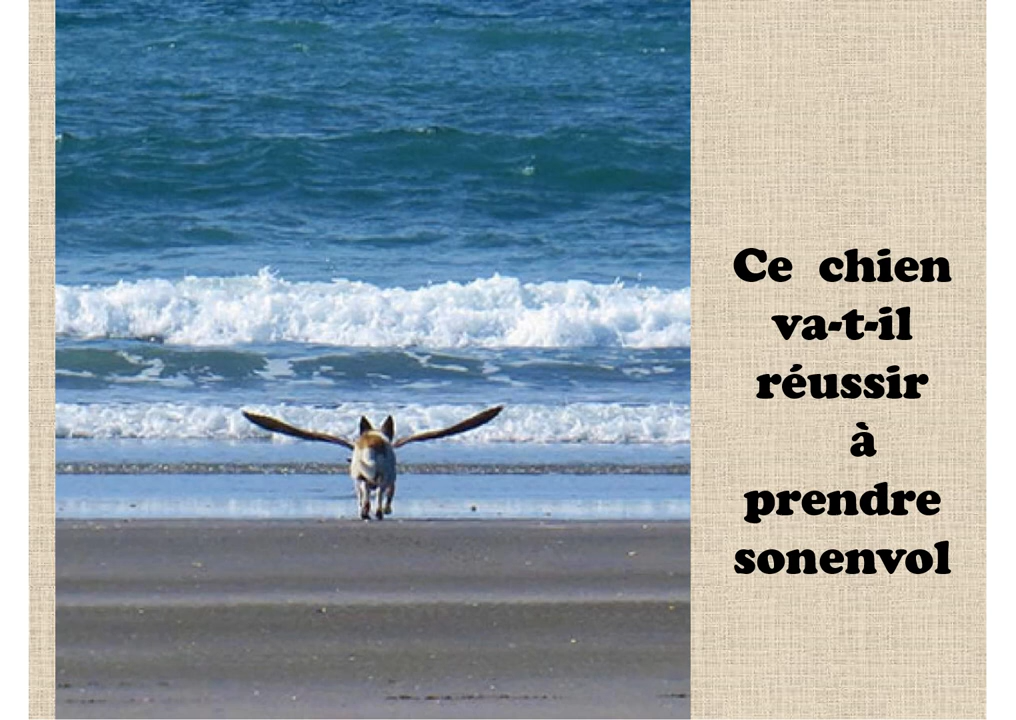 Ce chien
va-t-il
réussir
à
prendre
sonenvol